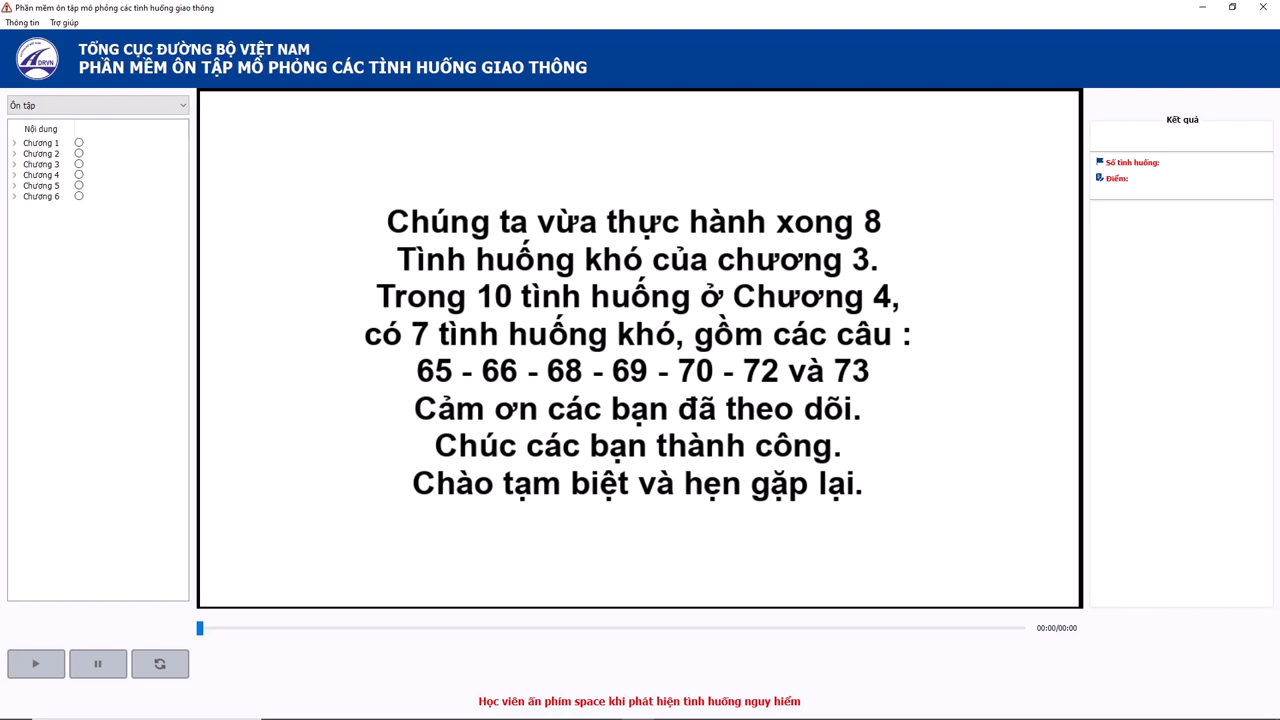 Phần mềm ôn tập mô phỏng các tình huống giao thông
Thông tin Trợ giúp
TỔNG CỤC ĐƯỜNG BỘ VIỆT NAM
PHẦN MỀM ÔN TẬP MÔ PHỎNG CÁC TÌNH HUỐNG GIAO THÔNG
DRVN
Ôn tập
Nội dung
Chương 1
Chương 2
Chương 3
Chương 4
Chương 5
Chương 6
Chúng ta vừa thực hành xong 8
Tình huống khó của chương 3.
Trong 10 tình huống ở Chương 4,
có 7 tình huống khó, gồm các câu :
65 - 66 - 68 - 69 - 70 - 72 và 73
Cảm ơn các bạn đã theo dõi.
Chúc các bạn thành công.
Chào tạm biệt và hẹn gặp lại.
Kết quả
Số tình huống:
Điểm:
00:00/00:00
Học viên ấn phím space khi phát hiện tình huống nguy hiểm